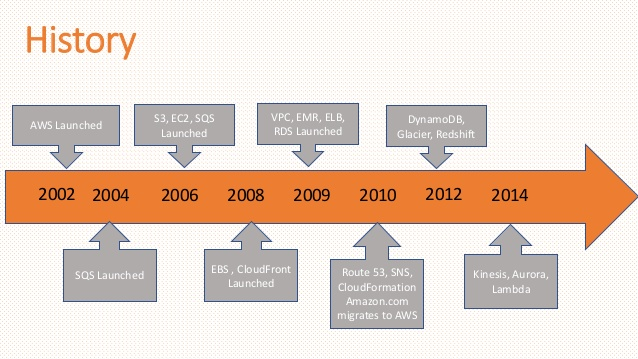 History
AWS Launched
S3, EC2, SQS
Launched
VPC, EMR, ELB,
RDS Launched
DynamoDB,
Glacier, Redshift
2002 2004 2006 2008 2009 2010 2012 2014
SQS Launched
EBS , CloudFront
Launched
Route 53, SNS,
CloudFormation
Amazon.com
migrates to AWS
Kinesis, Aurora,
Lambda